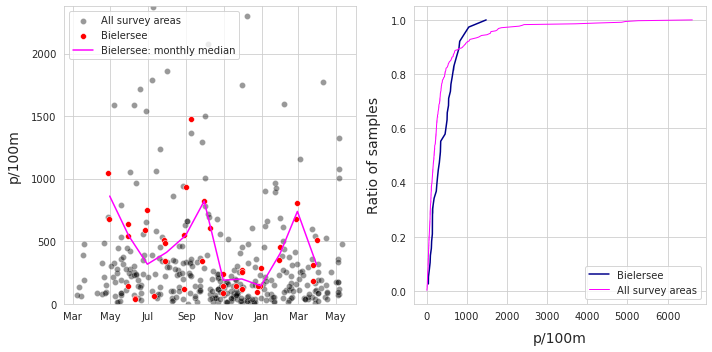 All survey areas
Bielersee
Bielersee: monthly median
p/100m
2000
1500
1000
500
0
Mar May Jul Sep Nov Jan Mar May
Ratio of samples
1.0
0.8
0.6
0.4
0.2
0.0
Bielersee
All survey areas
0 1000 2000 3000 4000 5000 6000
p/100m